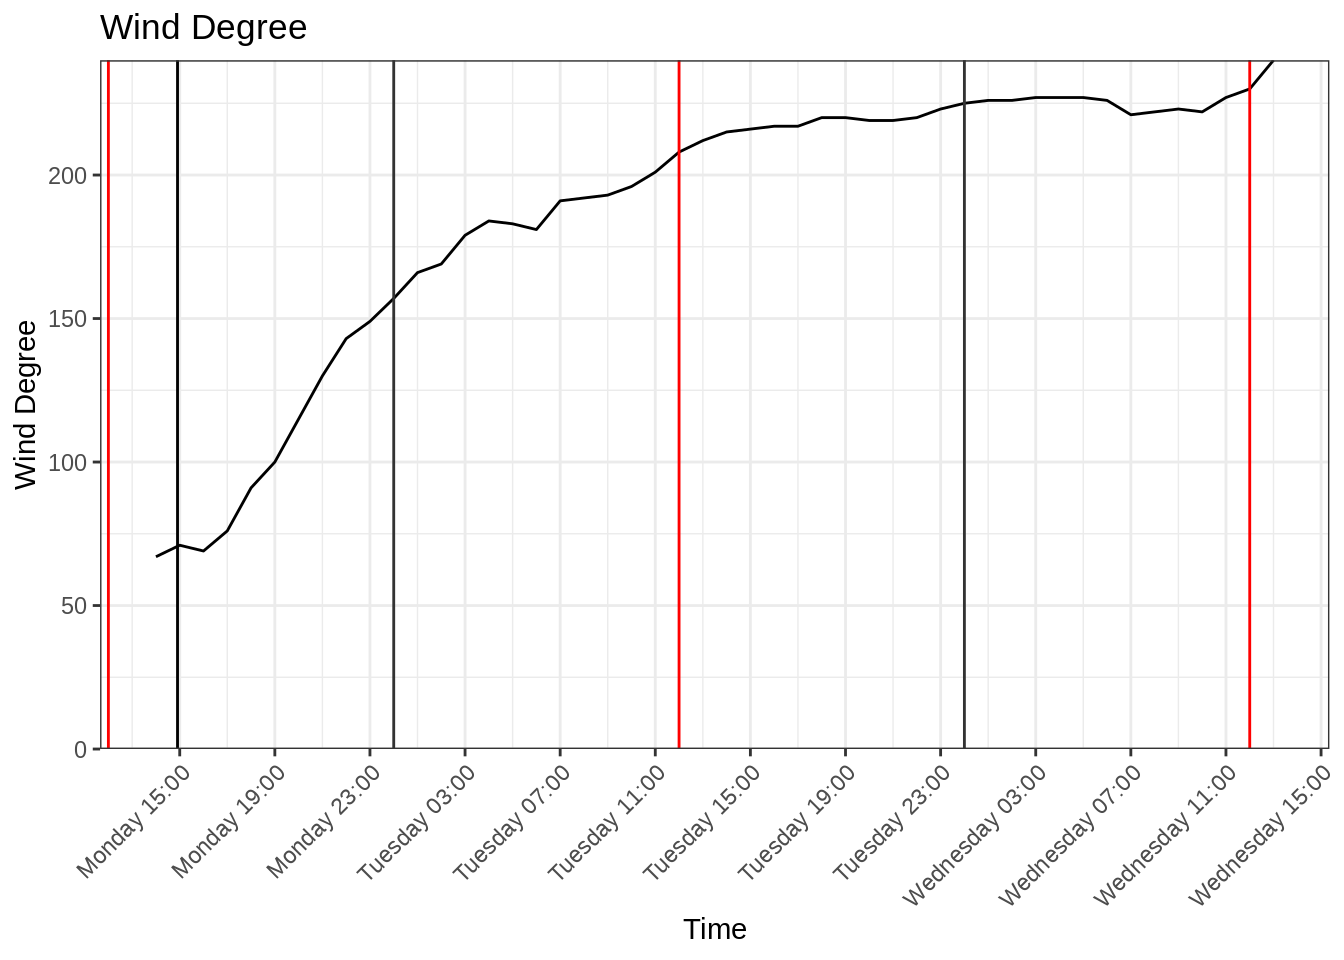 Wind Degree
Wind Degree
200
150
100
50
0
Monday 15:00
Monday 19:00
Monday 23:00
Tuesday 03:00
Tuesday 07:00
Tuesday 11:00
Tuesday 15:00
Tuesday 19:00
Tuesday 23:00
Wednesday 03:00
Wednesday 07:00
Wednesday 11:00
Wednesday 15:00
Time